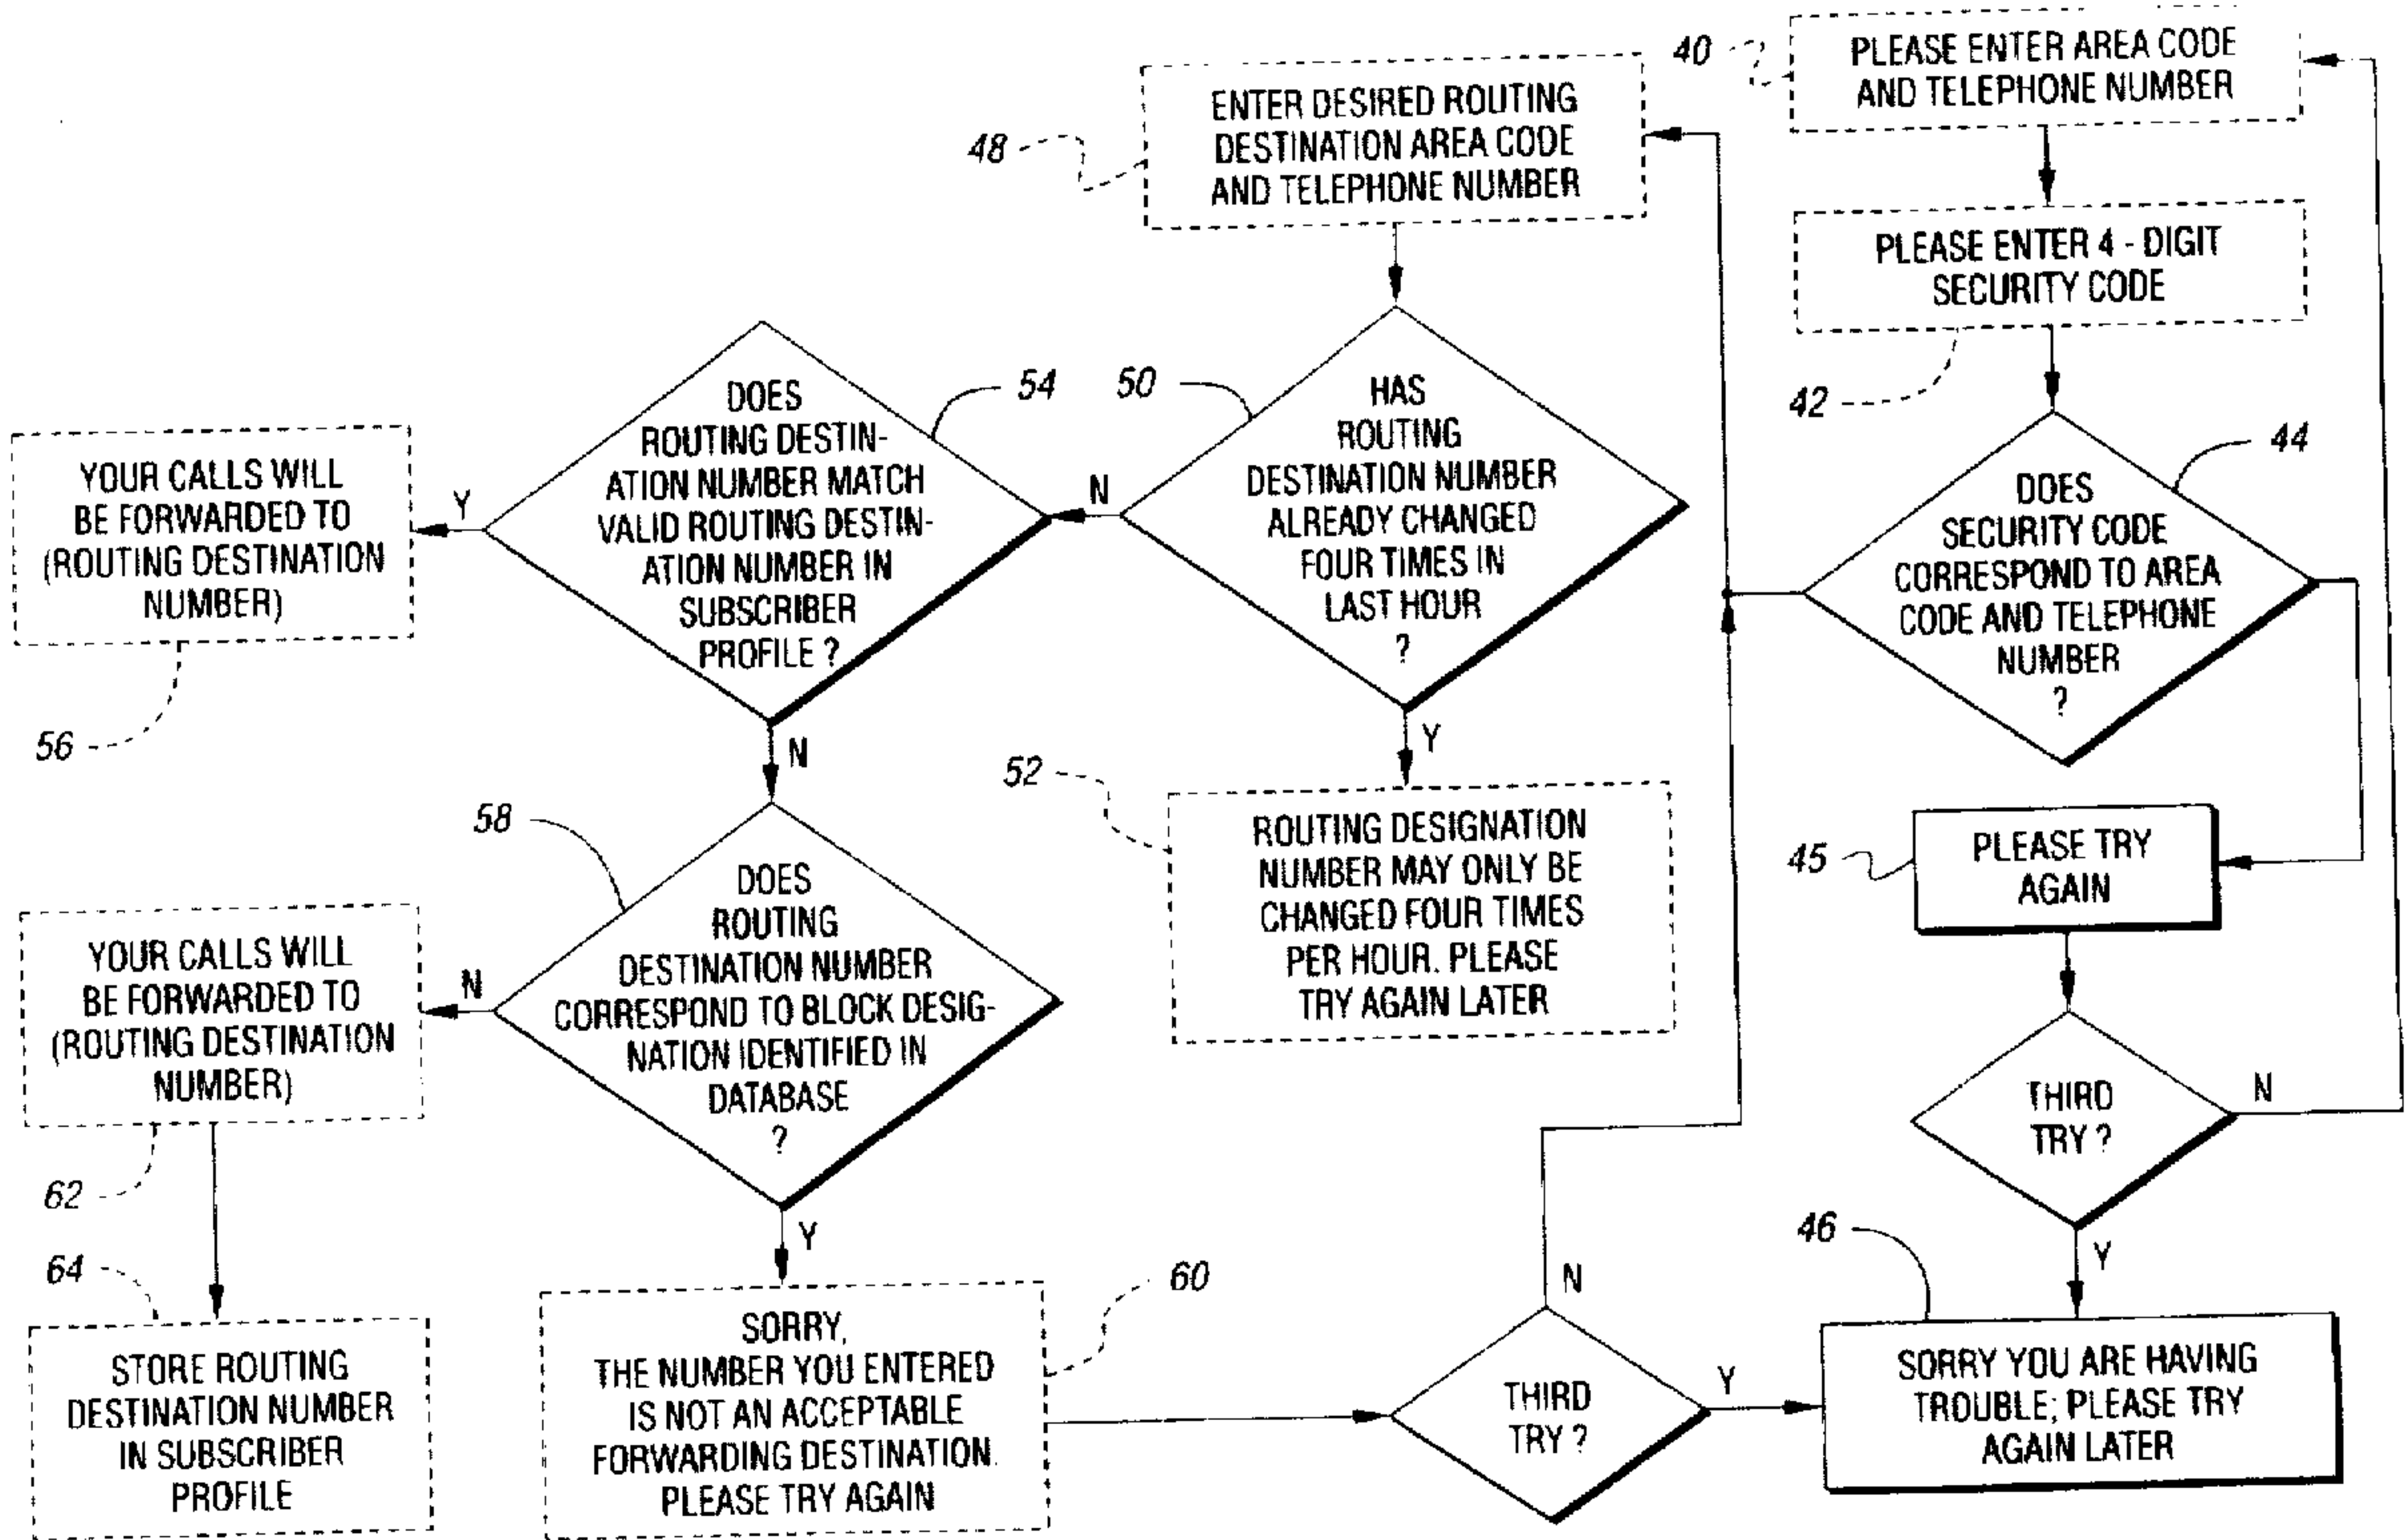 40
PLEASE ENTER AREA CODE
AND TELEPHONE NUMBER
PLEASE ENTER 4 - DIGIT
SECURITY CODE
42
44
DOES
SECURITY CODE
CORRESPOND TO AREA
CODE AND TELEPHONE
NUMBER
?
45
PLEASE TRY
AGAIN
THIRD
TRY ?
N
Y
46
SORRY YOU ARE HAVING
TROUBLE; PLEASE TRY
AGAIN LATER
48
ENTER DESIRED ROUTING
DESTINATION AREA CODE
AND TELEPHONE NUMBER
50
HAS
ROUTING
DESTINATION NUMBER
ALREADY CHANGED
FOUR TIMES IN
LAST HOUR
?
N
Y
52
ROUTING DESIGNATION
NUMBER MAY ONLY BE
CHANGED FOUR TIMES
PER HOUR. PLEASE
TRY AGAIN LATER
54
DOES
ROUTING DESTIN-
ATION NUMBER MATCH
VALID ROUTING DESTIN-
ATION NUMBER IN
SUBSCRIBER
PROFILE ?
Y
N
YOUR CALLS WILL
BE FORWARDED TO
(ROUTING DESTINATION
NUMBER)
56
58
DOES
ROUTING
DESTINATION NUMBER
CORRESPOND TO BLOCK DESIG-
NATION IDENTIFIED IN
DATABASE
?
N
Y
YOUR CALLS WILL
BE FORWARDED TO
(ROUTING DESTINATION
NUMBER)
62
64
STORE ROUTING
DESTINATION NUMBER
IN SUBSCRIBER
PROFILE
60
SORRY,
THE NUMBER YOU ENTERED
IS NOT AN ACCEPTABLE
FORWARDING DESTINATION.
PLEASE TRY AGAIN
THIRD
TRY ?
N
Y